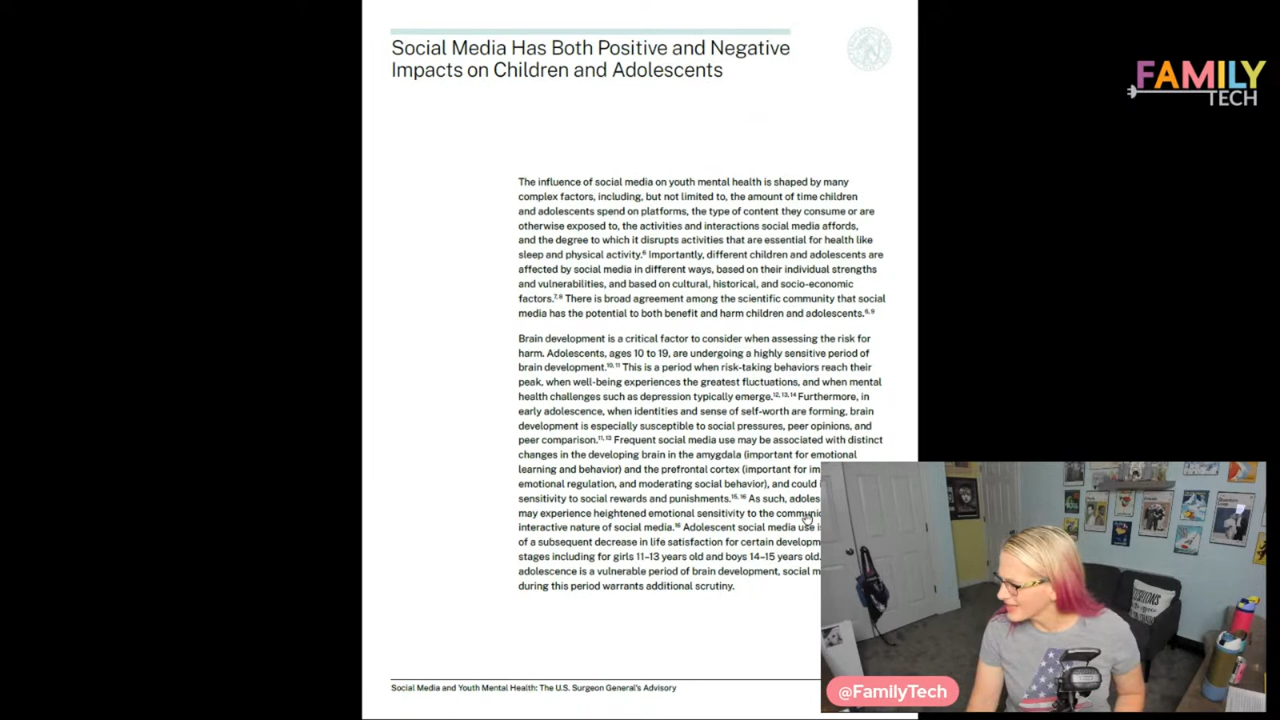 Social Media Has Both Positive and Negative
Impacts on Children and Adolescents
FAMILY
TECH
The influence of social media on youth mental health is shaped by many
complex factors, including, but not limited to, the amount of time children
and adolescents spend on platforms, the type of content they consume or are
otherwise exposed to, the activities and interactions social media affords,
and the degree to which it disrupts activities that are essential for health like
sleep and physical activity.⁶ Importantly, different children and adolescents are
affected by social media in different ways, based on their individual strengths
and vulnerabilities, and based on cultural, historical, and socio-economic
factors.⁷,⁸ There is broad agreement among the scientific community that social
media has the potential to both benefit and harm children and adolescents.⁶,⁹
Brain development is a critical factor to consider when assessing the risk for
harm. Adolescents, ages 10 to 19, are undergoing a highly sensitive period of
brain development.¹⁰,¹¹ This is a period when risk-taking behaviors reach their
peak, when well-being experiences the greatest fluctuations, and when mental
health challenges such as depression typically emerge.¹²,¹³,¹⁴ Furthermore, in
early adolescence, when identities and sense of self-worth are forming, brain
development is especially susceptible to social pressures, peer opinions, and
peer comparison.¹¹,¹³ Frequent social media use may be associated with distinct
changes in the developing brain in the amygdala (important for emotional
learning and behavior) and the prefrontal cortex (important for im
emotional regulation, and moderating social behavior), and could
sensitivity to social rewards and punishments.¹⁵,¹⁶ As such, adoles
may experience heightened emotional sensitivity to the communic
interactive nature of social media.¹⁶ Adolescent social media use
of a subsequent decrease in life satisfaction for certain developm
stages including for girls 11–13 years old and boys 14–15 years old.
adolescence is a vulnerable period of brain development, social m
during this period warrants additional scrutiny.
Social Media and Youth Mental Health: The U.S. Surgeon General's Advisory
@FamilyTech